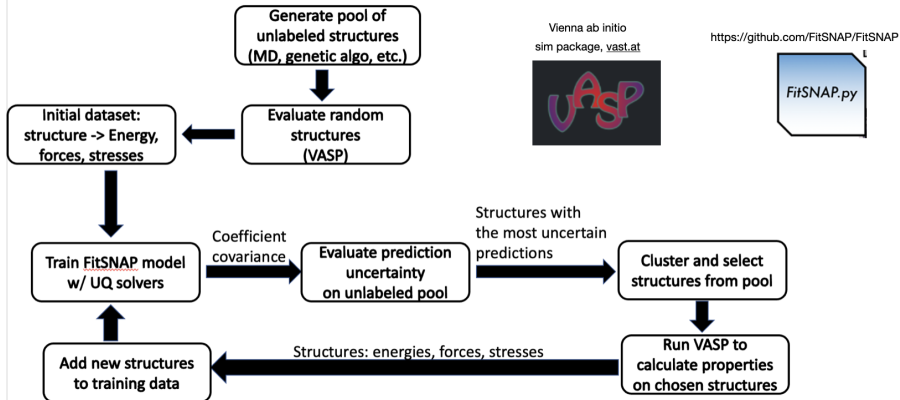 Generate pool of
unlabeled structures
(MD, genetic algo, etc.)
Vienna ab initio
sim package, vast.at
https://github.com/FitSNAP/FitSNAP
VASP
FitSNAP.py
Initial dataset:
structure -> Energy,
forces, stresses
Evaluate random
structures
(VASP)
Train FitSNAP model
w/ UQ solvers
Coefficient
covariance
Evaluate prediction
uncertainty
on unlabeled pool
Structures with
the most uncertain
predictions
Cluster and select
structures from pool
Run VASP to
calculate properties
on chosen structures
Structures: energies, forces, stresses
Add new structures
to training data